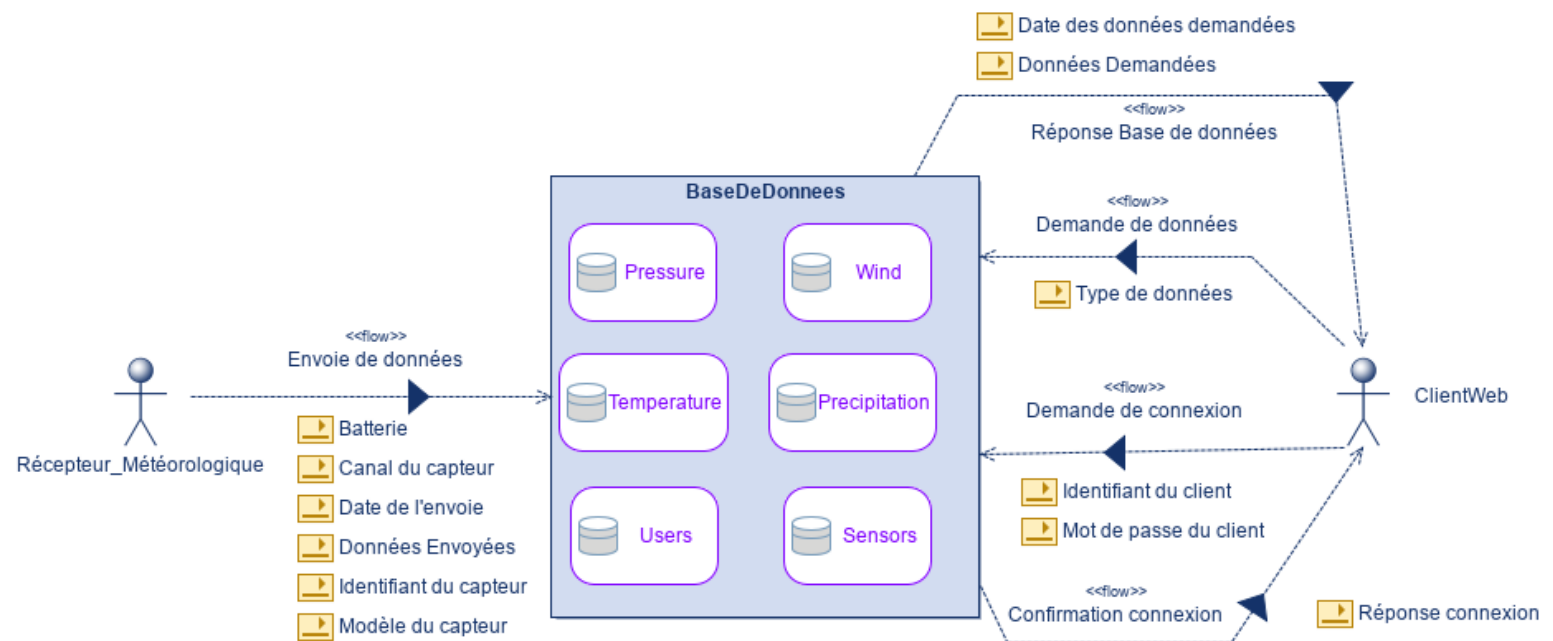 Date des données demandées
Données Demandées
<<flow>>
Réponse Base de données
BaseDeDonnees
<<flow>>
Demande de données
Type de données
Pressure
Wind
<<flow>>
Envoie de données
Temperature
Precipitation
<<flow>>
Demande de connexion
ClientWeb
Récepteur_Météorologique
Batterie
Canal du capteur
Date de l'envoie
Données Envoyées
Identifiant du capteur
Modèle du capteur
Identifiant du client
Mot de passe du client
Users
Sensors
<<flow>>
Confirmation connexion
Réponse connexion